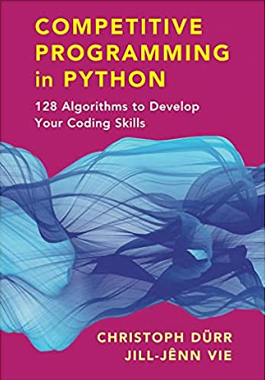 COMPETITIVE
PROGRAMMING
in PYTHON
128 Algorithms to Develop
Your Coding Skills
CHRISTOPH DÜRR
JILL-JÊNN VIE